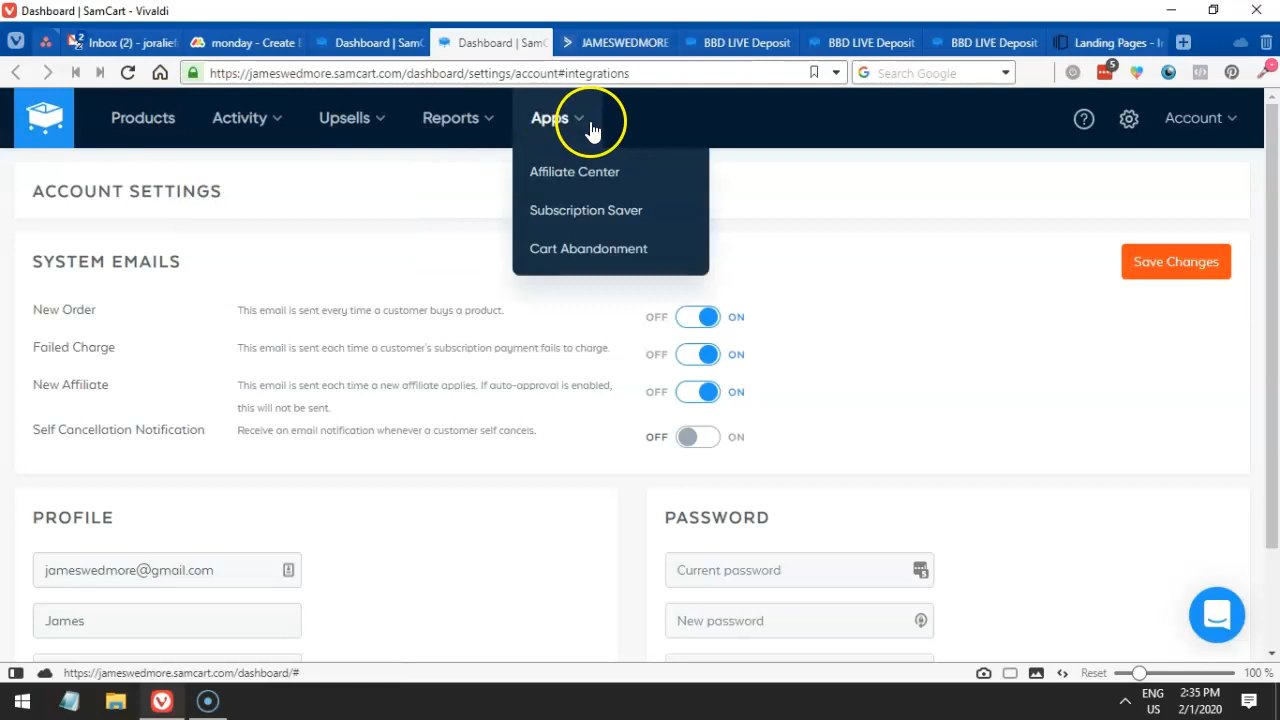 Dashboard | SamCart - Vivaldi
2 Inbox (2) - joralie monday - Create Dashboard | SamC Dashboard | SamC JAMESWEDMORE BBD LIVE Deposit BBD LIVE Deposit BBD LIVE Deposit Landing Pages - I
https://jameswedmore.samcart.com/dashboard/settings/account#integrations Search Google 5
Products Activity Upsells Reports Apps Account
Affiliate Center
Subscription Saver
Cart Abandonment
ACCOUNT SETTINGS
SYSTEM EMAILS Save Changes
New Order This email is sent every time a customer buys a product. OFF ON
Failed Charge This email is sent each time a customer's subscription payment fails to charge. OFF ON
New Affiliate This email is sent each time a new affiliate applies. If auto-approval is enabled, OFF ON
this will not be sent.
Self Cancellation Notification Receive an email notification whenever a customer self cancels. OFF ON
PROFILE PASSWORD
jameswedmore@gmail.com Current password
James New password
https://jameswedmore.samcart.com/dashboard/# Reset 100 %
ENG 2:35 PM
US 2/1/2020